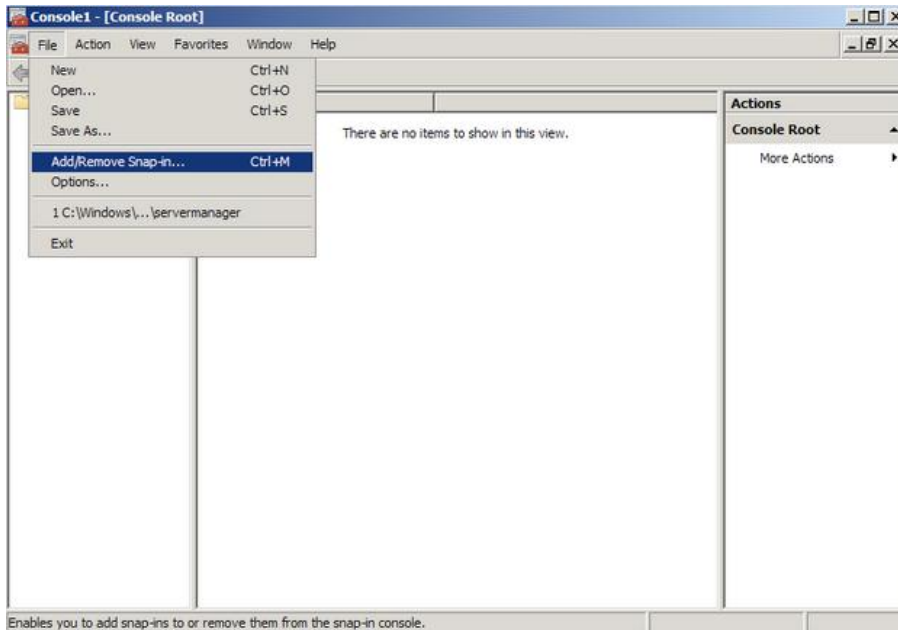 Console1 - [Console Root]
File Action View Favorites Window Help
New Ctrl+N
Open... Ctrl+O
Save Ctrl+S
Save As...
Add/Remove Snap-in... Ctrl+M
Options...
1 C:\Windows\...\servermanager
Exit
There are no items to show in this view.
Actions
Console Root
More Actions
Enables you to add snap-ins to or remove them from the snap-in console.